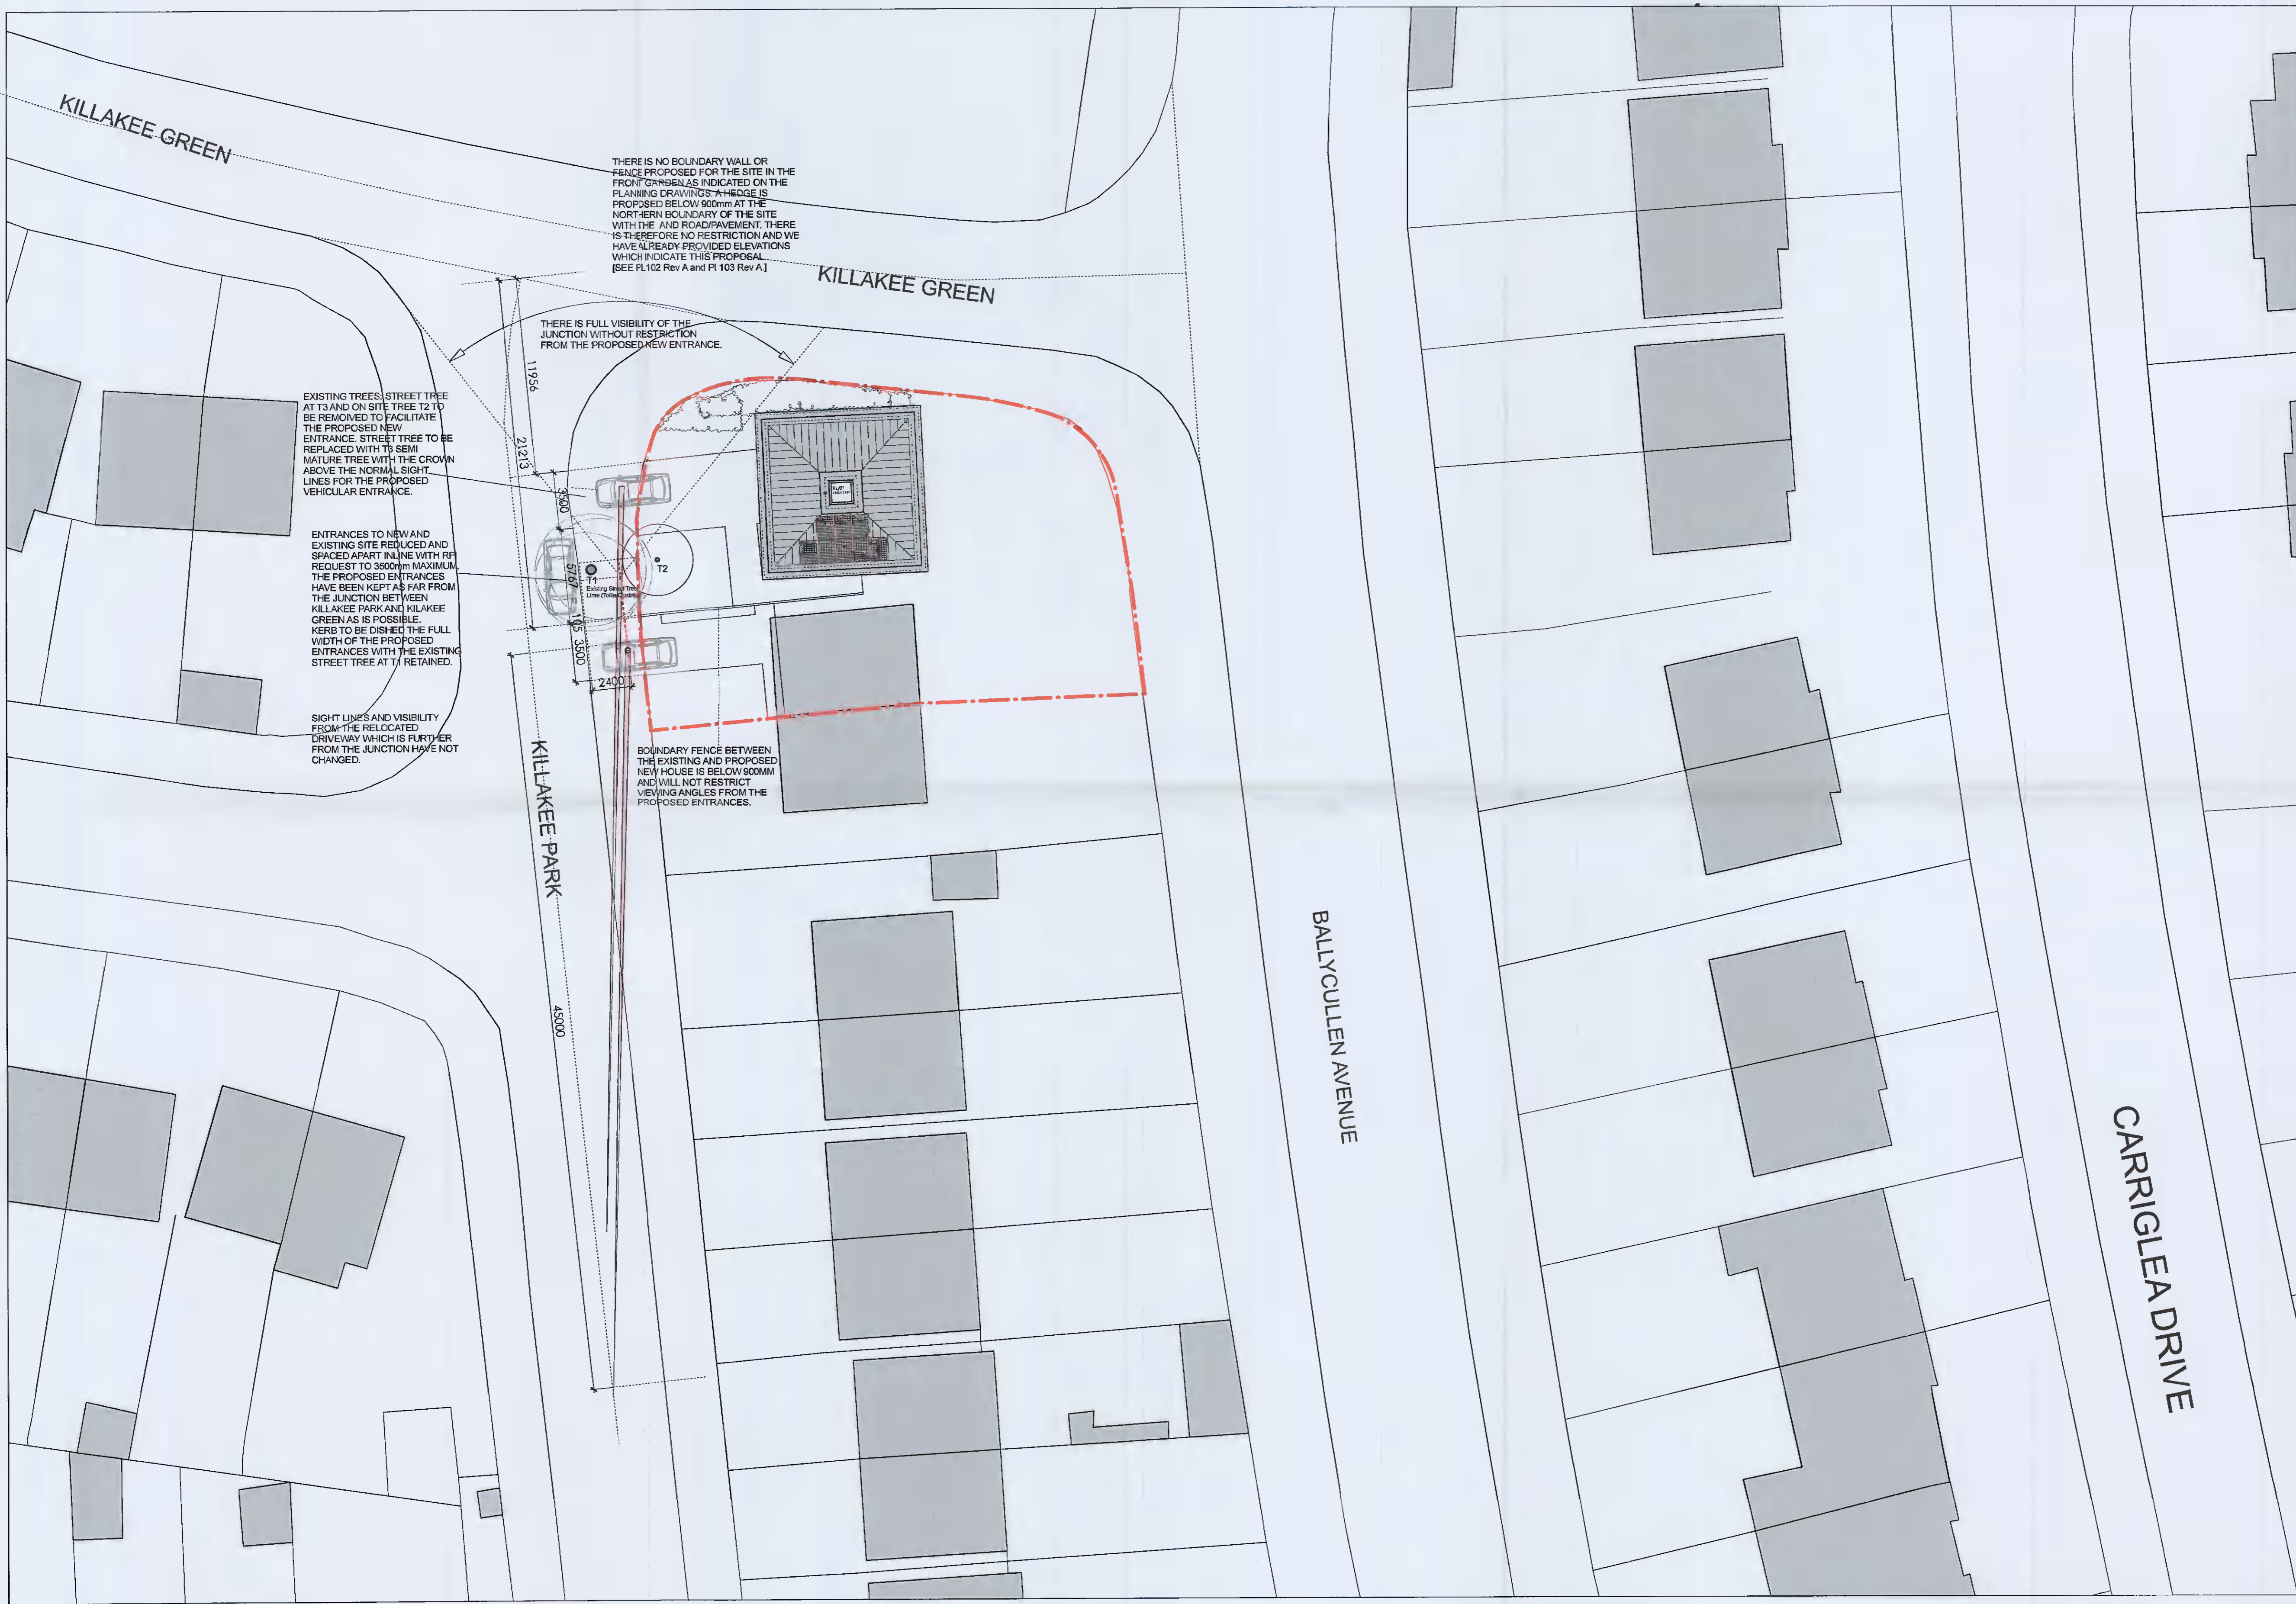 KILLAKEE GREEN
THERE IS NO BOUNDARY WALL OR
FENCE PROPOSED FOR THE SITE IN THE
FRONT GARDEN AS INDICATED ON THE
PLANNING DRAWINGS. A HEDGE IS
PROPOSED BELOW 900mm AT THE
NORTHERN BOUNDARY OF THE SITE
WITH THE AND ROAD/PAVEMENT. THERE
IS THEREFORE NO RESTRICTION AND WE
HAVE ALREADY PROVIDED ELEVATIONS
WHICH INDICATE THIS PROPOSAL.
[SEE PL102 Rev A and Pl 103 Rev A.]
KILLAKEE GREEN
THERE IS FULL VISIBILITY OF THE
JUNCTION WITHOUT RESTRICTION
FROM THE PROPOSED NEW ENTRANCE.
11956
21213
3500
EXISTING TREES: STREET TREE
AT T3 AND ON SITE TREE T2 TO
BE REMOIVED TO FACILITATE
THE PROPOSED NEW
ENTRANCE. STREET TREE TO BE
REPLACED WITH T3 SEMI
MATURE TREE WITH THE CROWN
ABOVE THE NORMAL SIGHT
LINES FOR THE PROPOSED
VEHICULAR ENTRANCE.
ENTRANCES TO NEW AND
EXISTING SITE REDUCED AND
SPACED APART INLINE WITH RFI
REQUEST TO 3500mm MAXIMUM.
THE PROPOSED ENTRANCES
HAVE BEEN KEPT AS FAR FROM
THE JUNCTION BETWEEN
KILLAKEE PARK AND KILAKEE
GREEN AS IS POSSIBLE.
KERB TO BE DISHED THE FULL
WIDTH OF THE PROPOSED
ENTRANCES WITH THE EXISTING
STREET TREE AT T1 RETAINED.
5767
T1
Existing Street Tree
T2
3500
2400
SIGHT LINES AND VISIBILITY
FROM THE RELOCATED
DRIVEWAY WHICH IS FURTHER
FROM THE JUNCTION HAVE NOT
CHANGED.
BOUNDARY FENCE BETWEEN
THE EXISTING AND PROPOSED
NEW HOUSE IS BELOW 900MM
AND WILL NOT RESTRICT
VIEWING ANGLES FROM THE
PROPOSED ENTRANCES.
KILLAKEE PARK
45000
BALLYCULLEN AVENUE
CARRIGLEA DRIVE